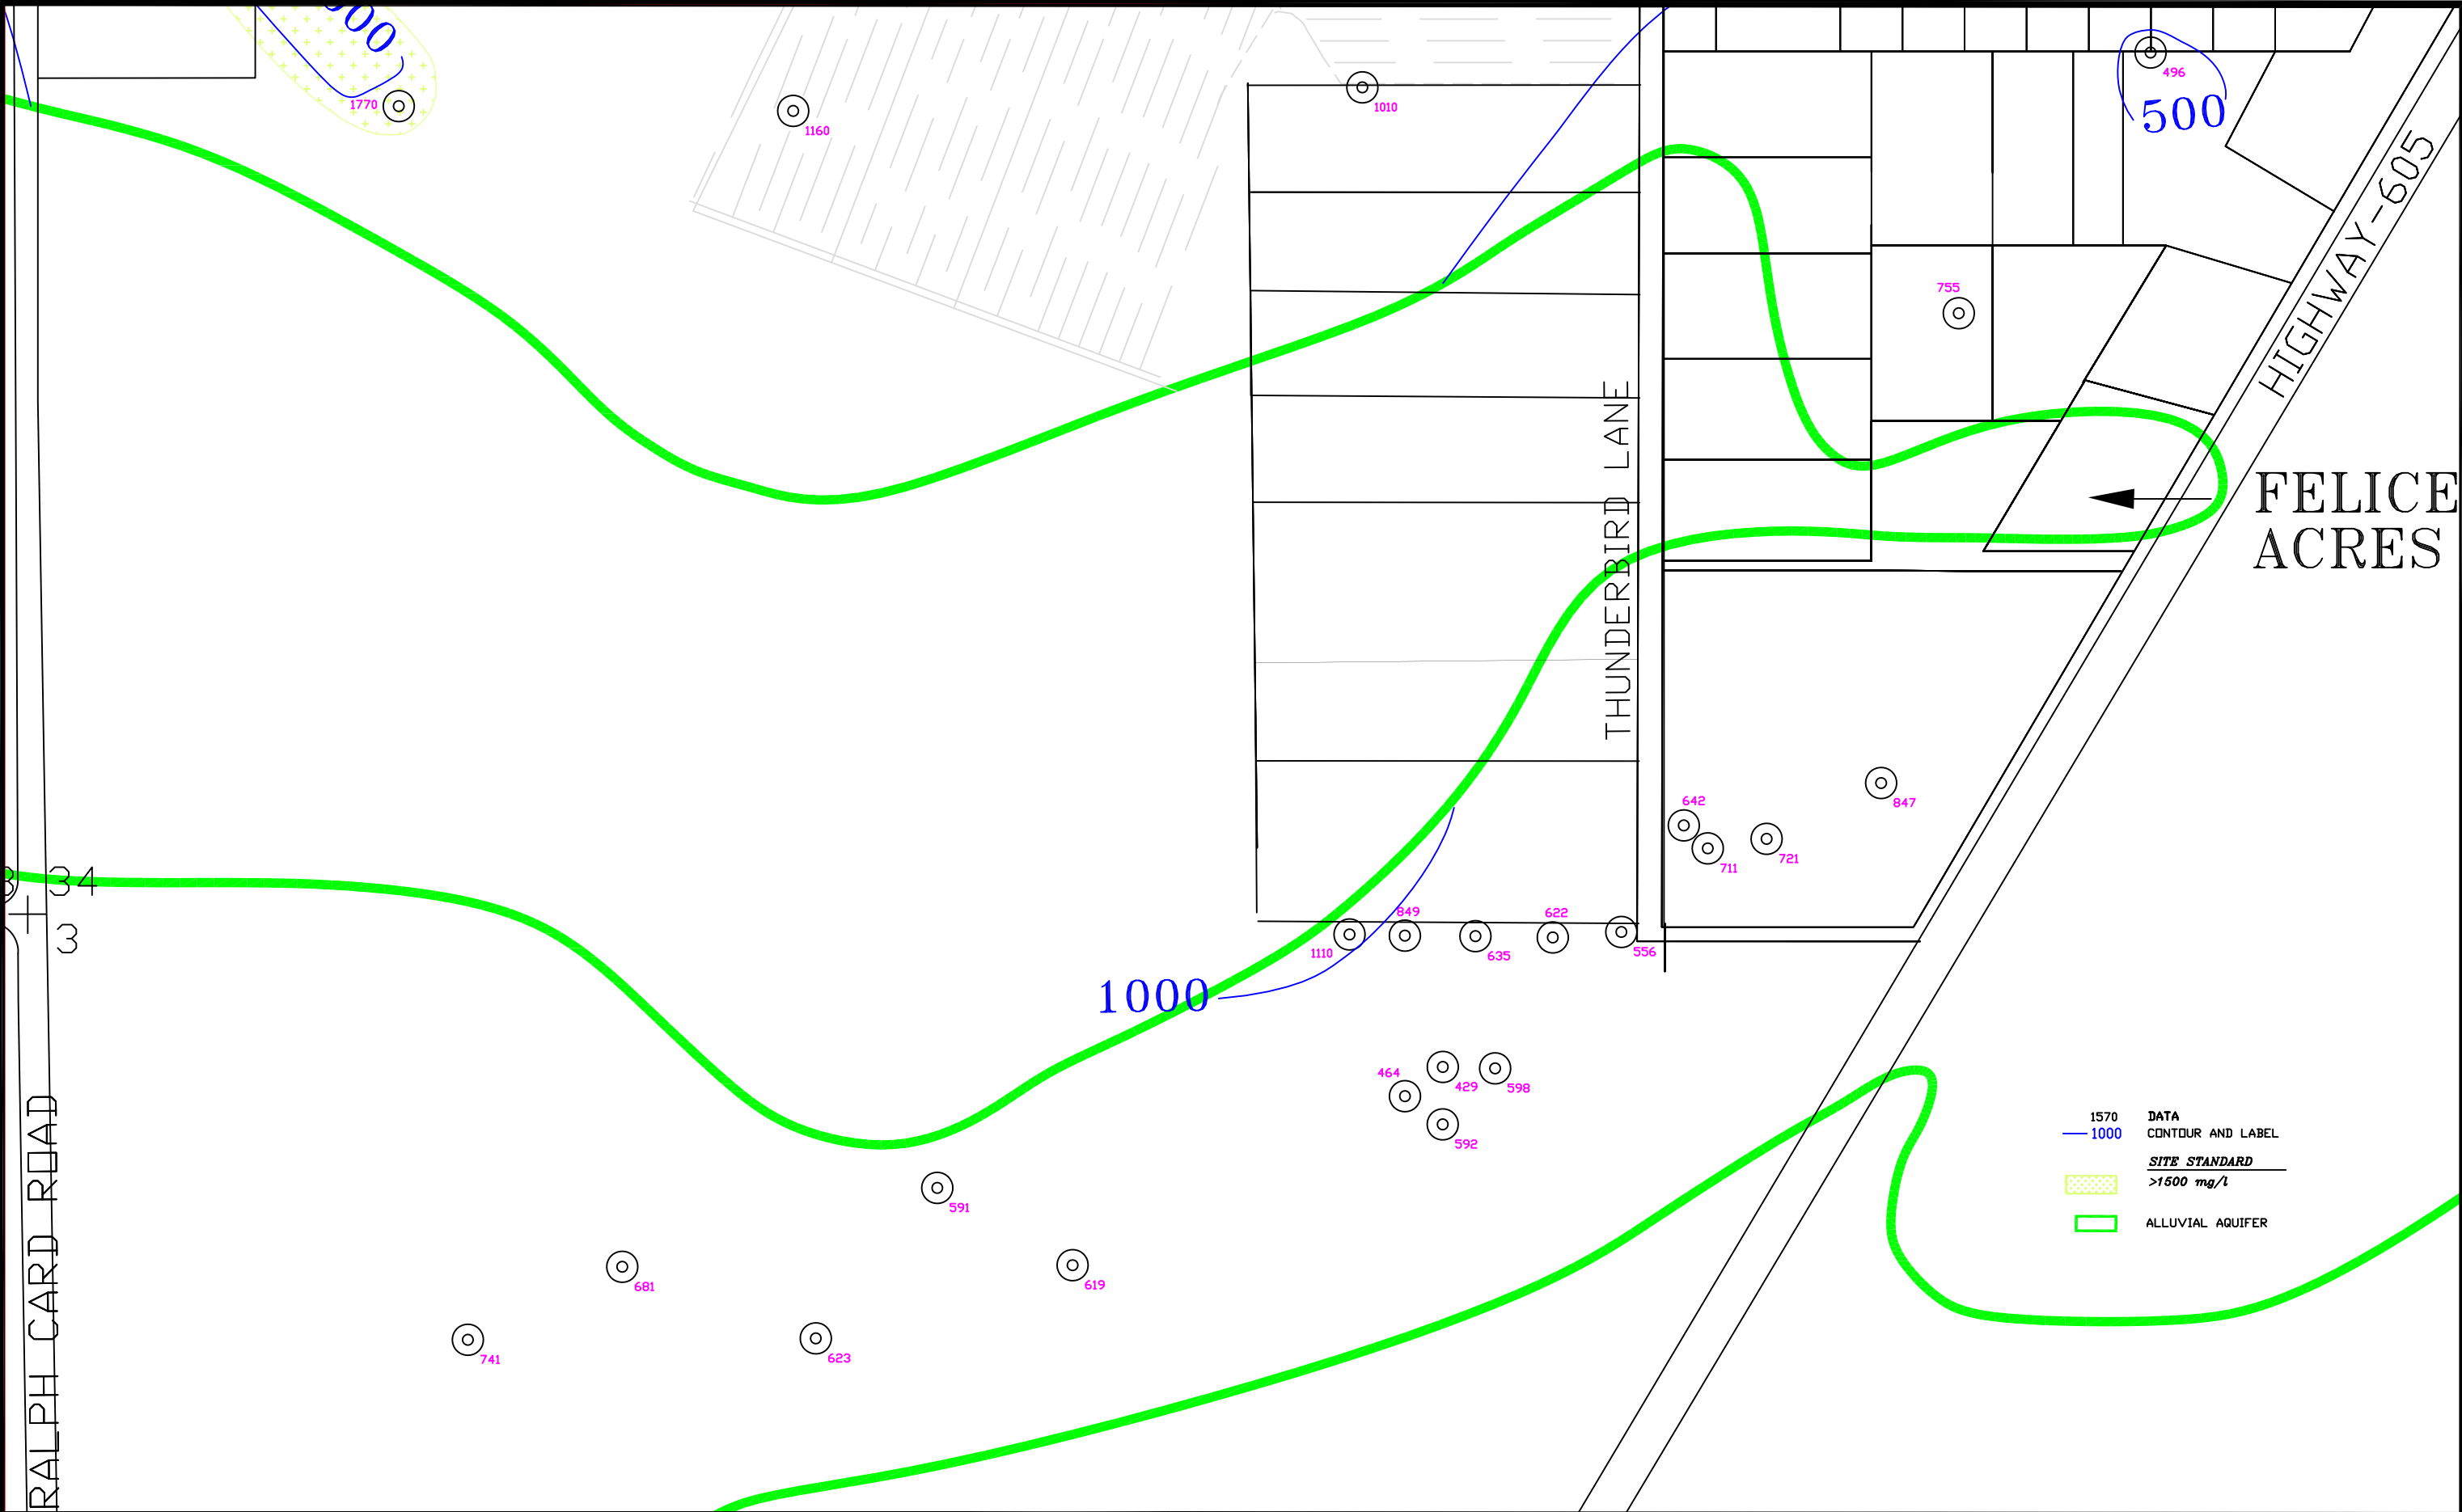 1770
1160
1010
496
500
HIGHWAY-605
755
THUNDERBIRD LANE
FELICE
ACRES
34
3
642
711
721
847
1110
849
635
622
556
1000
464
429
598
592
591
681
619
741
623
RALPH CARD ROAD
1570 DATA
1000 CONTOUR AND LABEL
SITE STANDARD
>1500 mg/l
ALLUVIAL AQUIFER